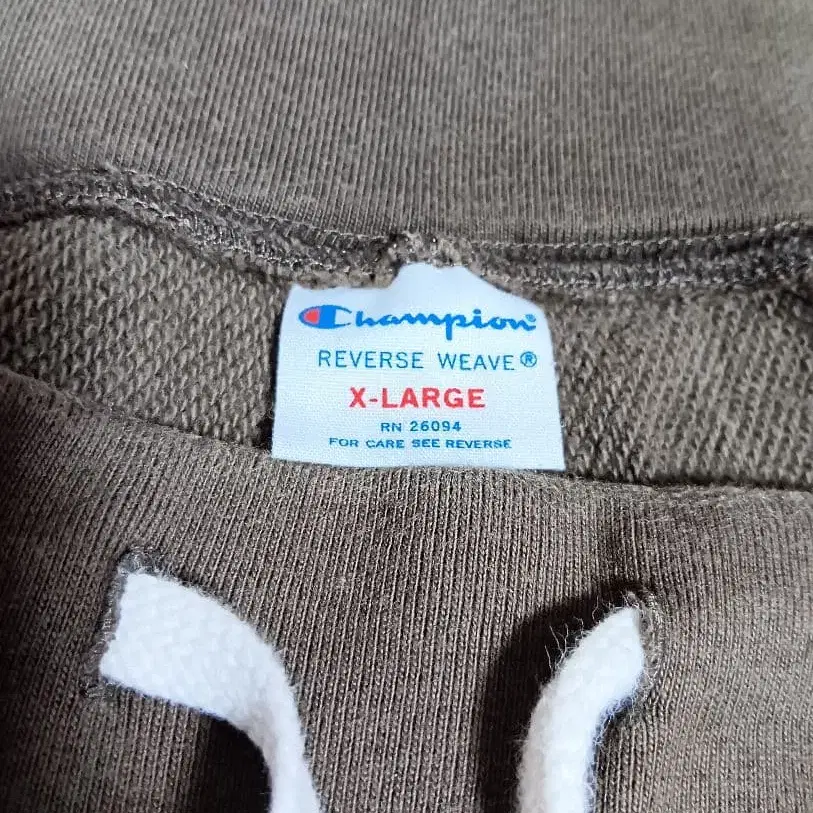 Champion®
REVERSE WEAVE®
X-LARGE
RN 26094
FOR CARE SEE REVERSE